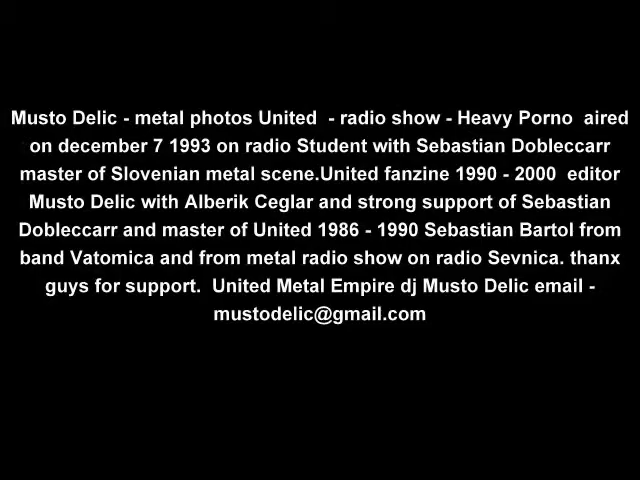 Musto Delic - metal photos United  - radio show - Heavy Porno  aired
on december 7 1993 on radio Student with Sebastian Dobleccarr
master of Slovenian metal scene.United fanzine 1990 - 2000  editor
Musto Delic with Alberik Ceglar and strong support of Sebastian
Dobleccarr and master of United 1986 - 1990 Sebastian Bartol from
band Vatomica and from metal radio show on radio Sevnica. thanx
guys for support.  United Metal Empire dj Musto Delic email -
mustodelic@gmail.com